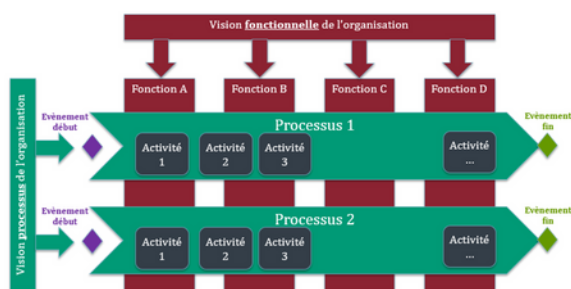 Vision fonctionnelle de l'organisation
Fonction A
Fonction B
Fonction C
Fonction D
Vision processus de l'organisation
Evènement
début
Processus 1
Evènement
fin
Activité
1
Activité
2
Activité
3
Activité
...
Evènement
début
Processus 2
Evènement
fin
Activité
1
Activité
2
Activité
3
Activité
...